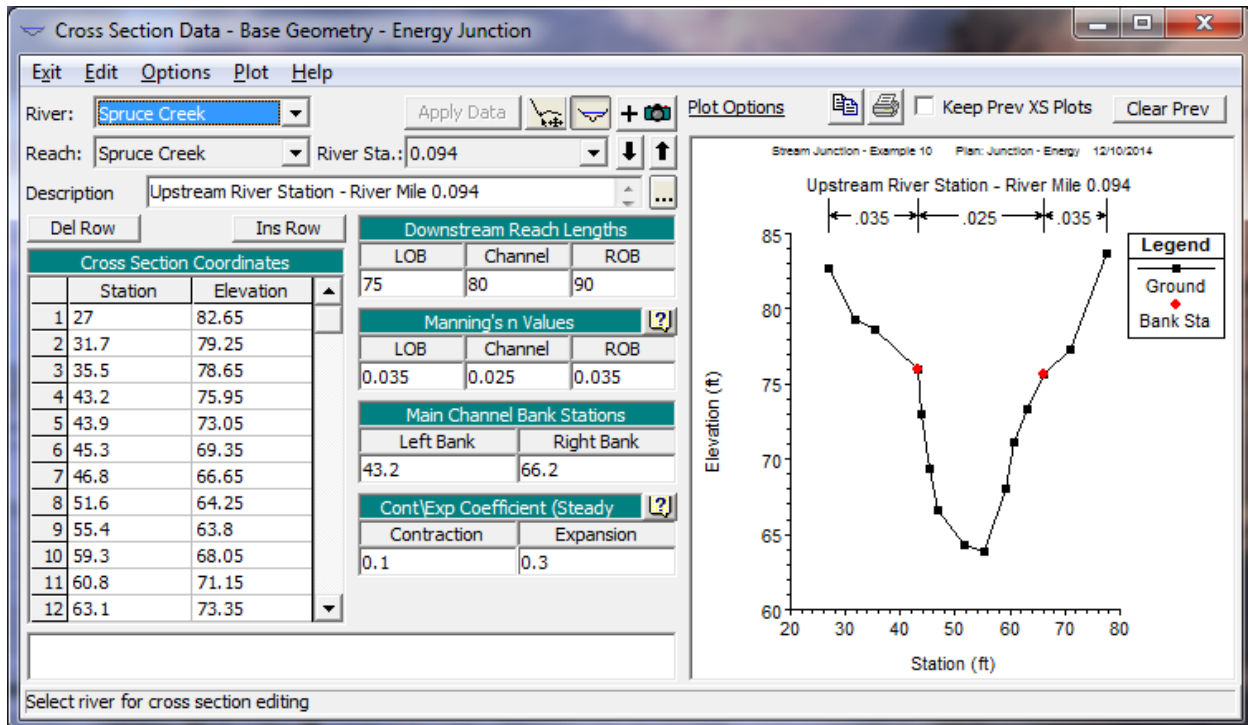 Cross Section Data - Base Geometry - Energy Junction
Exit Edit Options Plot Help
River: Spruce Creek Apply Data
Reach: Spruce Creek River Sta.: 0.094
Description Upstream River Station - River Mile 0.094 ...
Del Row Ins Row
Cross Section Coordinates
Station Elevation
1 27 82.65
2 31.7 79.25
3 35.5 78.65
4 43.2 75.95
5 43.9 73.05
6 45.3 69.35
7 46.8 66.65
8 51.6 64.25
9 55.4 63.8
10 59.3 68.05
11 60.8 71.15
12 63.1 73.35
Downstream Reach Lengths
LOB Channel ROB
75 80 90
Manning's n Values
LOB Channel ROB
0.035 0.025 0.035
Main Channel Bank Stations
Left Bank Right Bank
43.2 66.2
Cont\Exp Coefficient (Steady
Contraction Expansion
0.1 0.3
Plot Options Keep Prev XS Plots Clear Prev
Stream Junction - Example 10 Plan: Junction - Energy 12/10/2014
Upstream River Station - River Mile 0.094
.035 .025 .035
Legend
Ground
Bank Sta
85
80
75
70
65
60
Elevation (ft)
20 30 40 50 60 70 80
Station (ft)
Select river for cross section editing